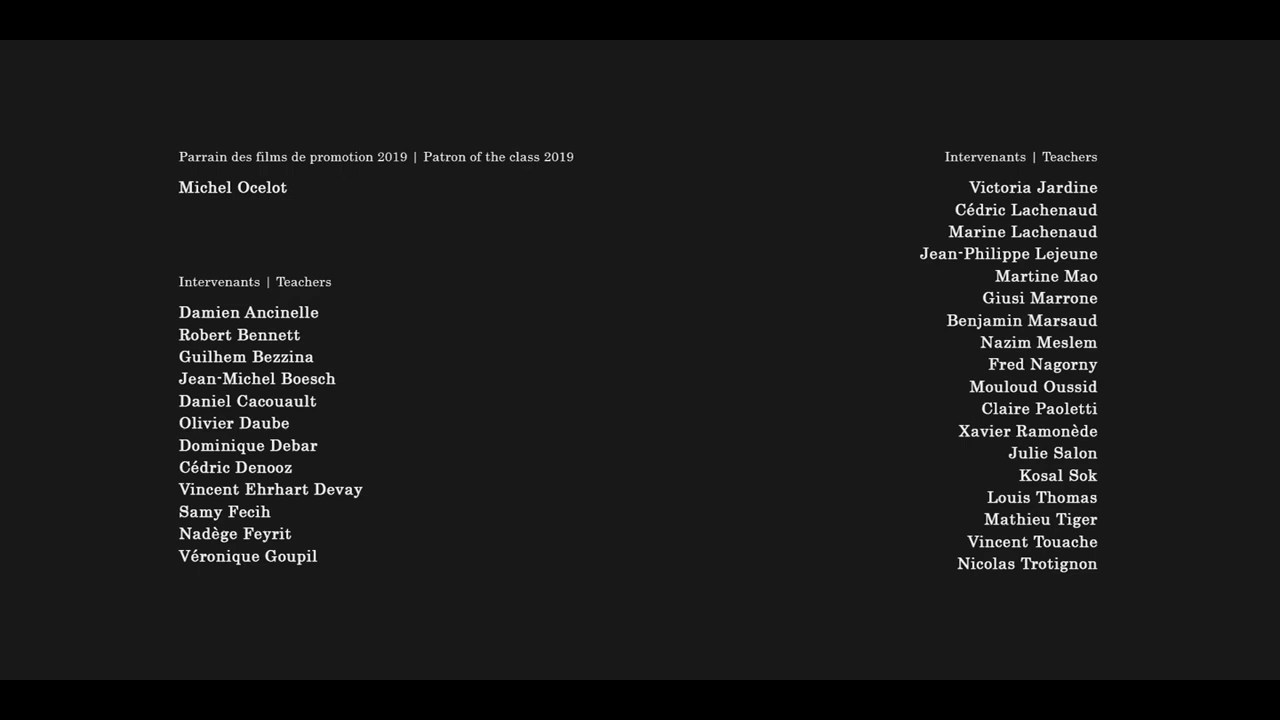 Parrain des films de promotion 2019 | Patron of the class 2019
Michel Ocelot
Intervenants | Teachers
Damien Ancinelle
Robert Bennett
Guilhem Bezzina
Jean-Michel Boesch
Daniel Cacouault
Olivier Daube
Dominique Debar
Cédric Denooz
Vincent Ehrhart Devay
Samy Fecih
Nadège Feyrit
Véronique Goupil
Intervenants | Teachers
Victoria Jardine
Cédric Lachenaud
Marine Lachenaud
Jean-Philippe Lejeune
Martine Mao
Giusi Marrone
Benjamin Marsaud
Nazim Meslem
Fred Nagorny
Mouloud Oussid
Claire Paoletti
Xavier Ramonède
Julie Salon
Kosal Sok
Louis Thomas
Mathieu Tiger
Vincent Touache
Nicolas Trotignon